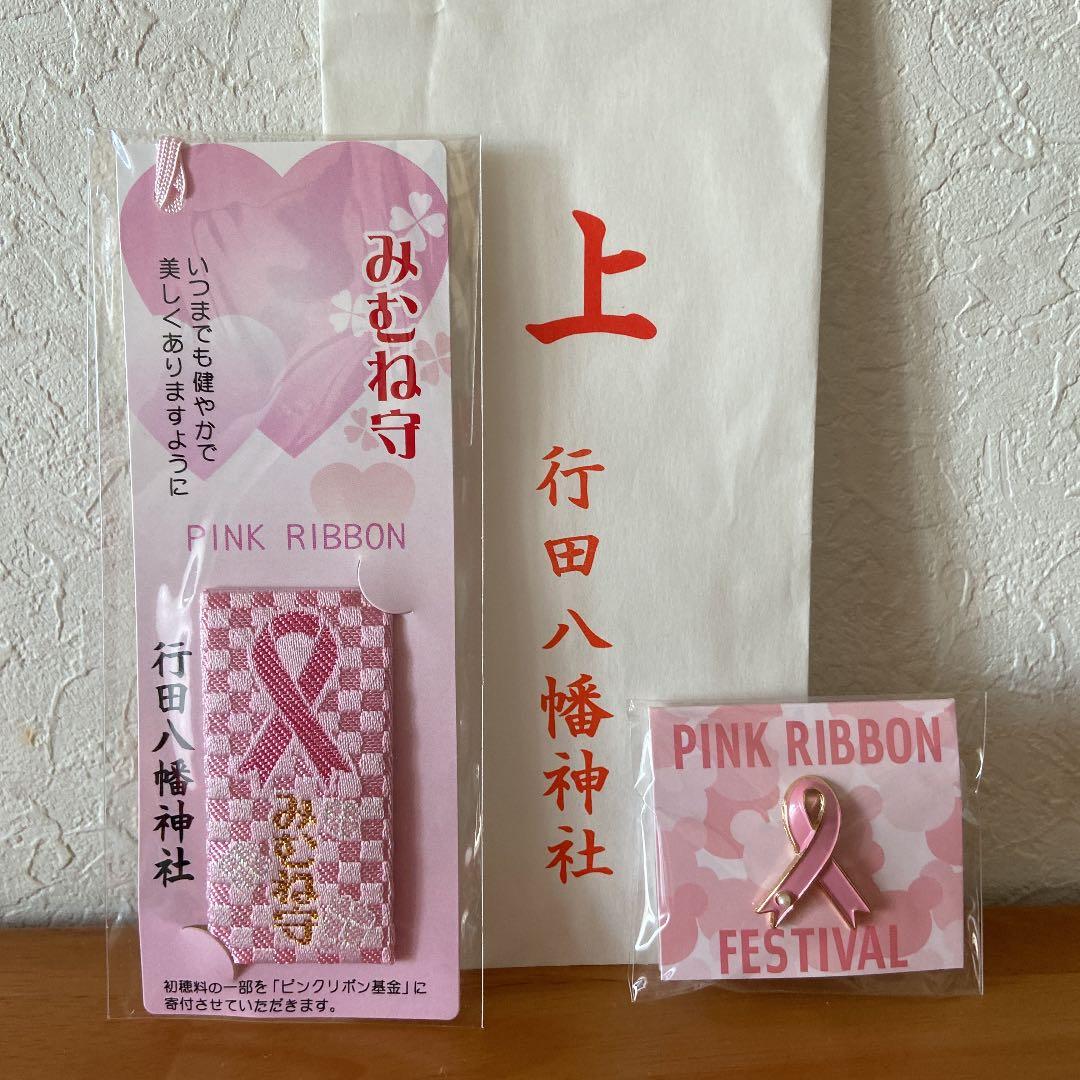 みむね守
いつまでも健やかで
美しくありますように
PINK RIBBON
行田八幡神社
みむね守
初穂料の一部を「ピンクリボン基金」に
寄付させていただきます。
上
行田八幡神社
PINK RIBBON
FESTIVAL